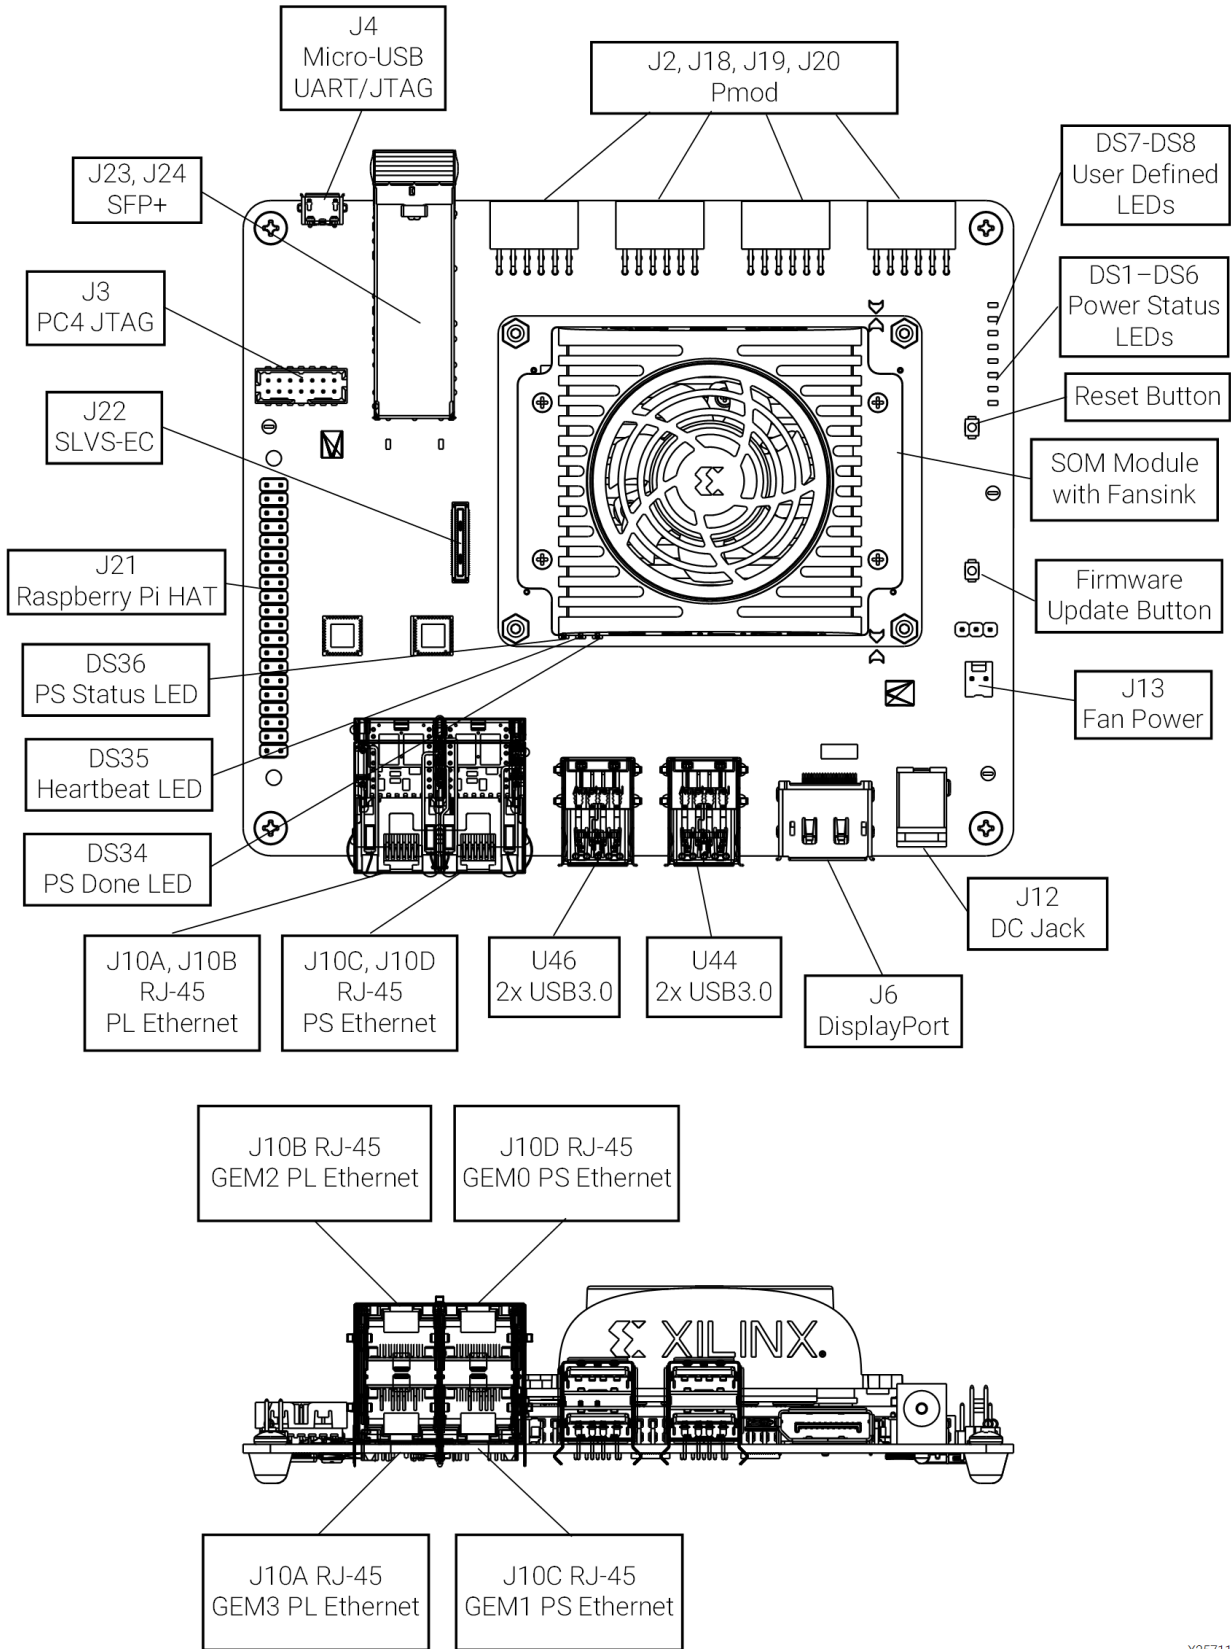 J4
Micro-USB
UART/JTAG
J2, J18, J19, J20
Pmod
DS7-DS8
User Defined
LEDs
J23, J24
SFP+
DS1–DS6
Power Status
LEDs
J3
PC4 JTAG
Reset Button
J22
SLVS-EC
SOM Module
with Fansink
J21
Raspberry Pi HAT
Firmware
Update Button
DS36
PS Status LED
J13
Fan Power
DS35
Heartbeat LED
DS34
PS Done LED
J12
DC Jack
J10A, J10B
RJ-45
PL Ethernet
J10C, J10D
RJ-45
PS Ethernet
U46
2x USB3.0
U44
2x USB3.0
J6
DisplayPort
J10B RJ-45
GEM2 PL Ethernet
J10D RJ-45
GEM0 PS Ethernet
XILINX.
J10A RJ-45
GEM3 PL Ethernet
J10C RJ-45
GEM1 PS Ethernet